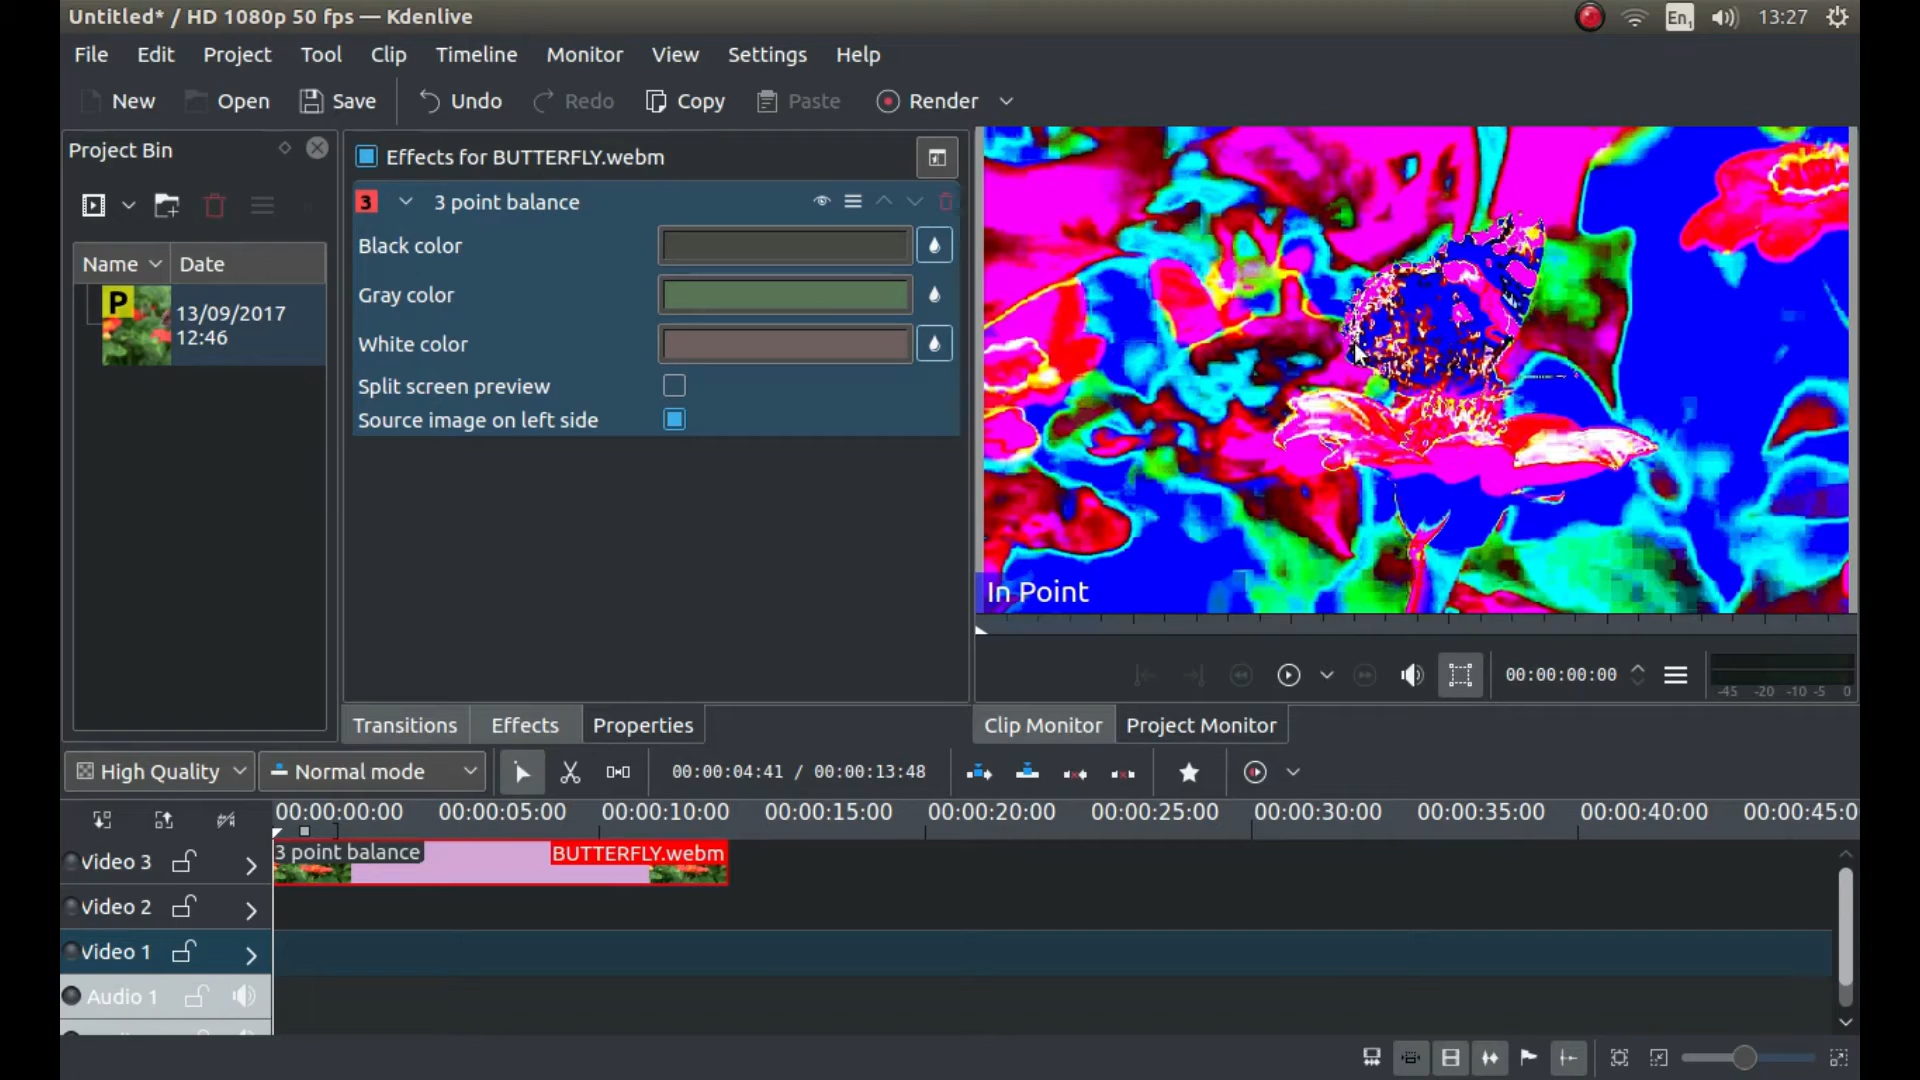 Untitled* / HD 1080p 50 fps — Kdenlive
En1
13:27
File Edit Project Tool Clip Timeline Monitor View Settings Help
New Open Save Undo Redo Copy Paste Render
Project Bin
Name Date
P
13/09/2017
12:46
Effects for BUTTERFLY.webm
3 3 point balance
Black color
Gray color
White color
Split screen preview
Source image on left side
In Point
00:00:00:00
-45 -20 -10 -5 0
Transitions Effects Properties
Clip Monitor Project Monitor
High Quality Normal mode 00:00:04:41 / 00:00:13:48
00:00:00:00 00:00:05:00 00:00:10:00 00:00:15:00 00:00:20:00 00:00:25:00 00:00:30:00 00:00:35:00 00:00:40:00 00:00:45:0
Video 3
3 point balance BUTTERFLY.webm
Video 2
Video 1
Audio 1